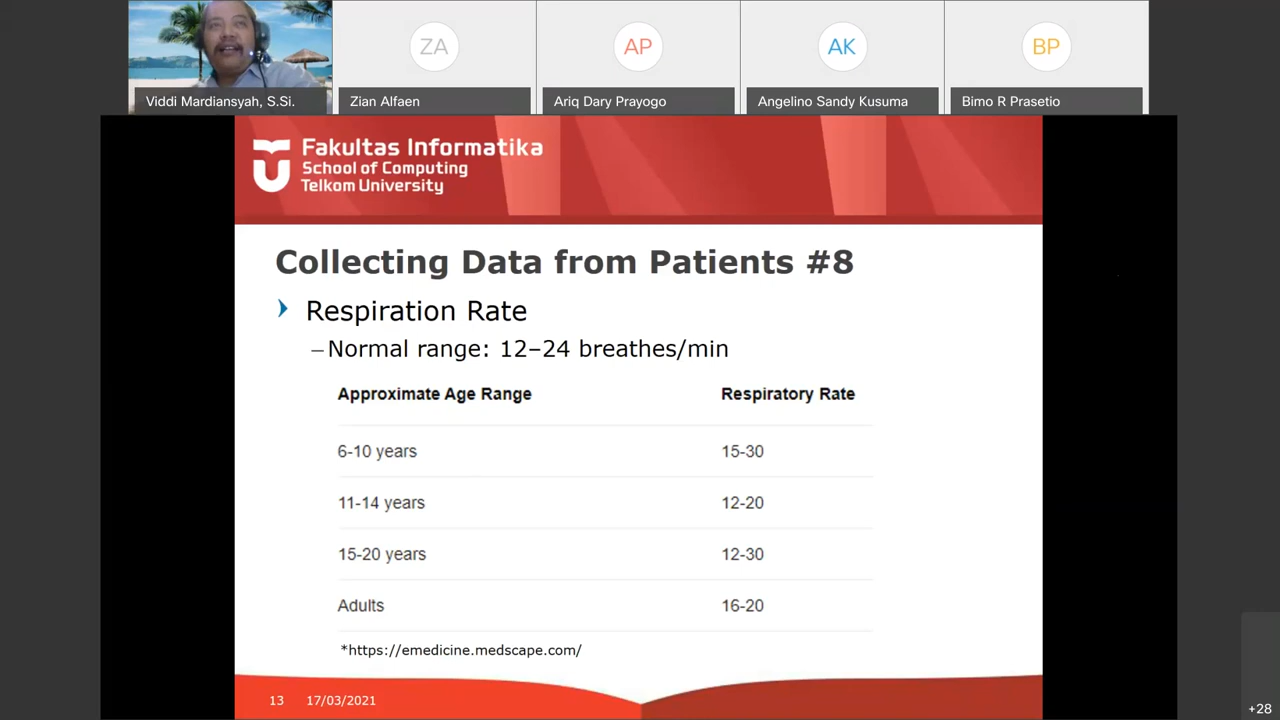 ZA
AP
AK
BP
Viddi Mardiansyah, S.Si.
Zian Alfaen
Ariq Dary Prayogo
Angelino Sandy Kusuma
Bimo R Prasetio
Fakultas Informatika
School of Computing
Telkom University
Collecting Data from Patients #8
Respiration Rate
–Normal range: 12–24 breathes/min
Approximate Age Range Respiratory Rate
6-10 years 15-30
11-14 years 12-20
15-20 years 12-30
Adults 16-20
*https://emedicine.medscape.com/
13 17/03/2021
+28